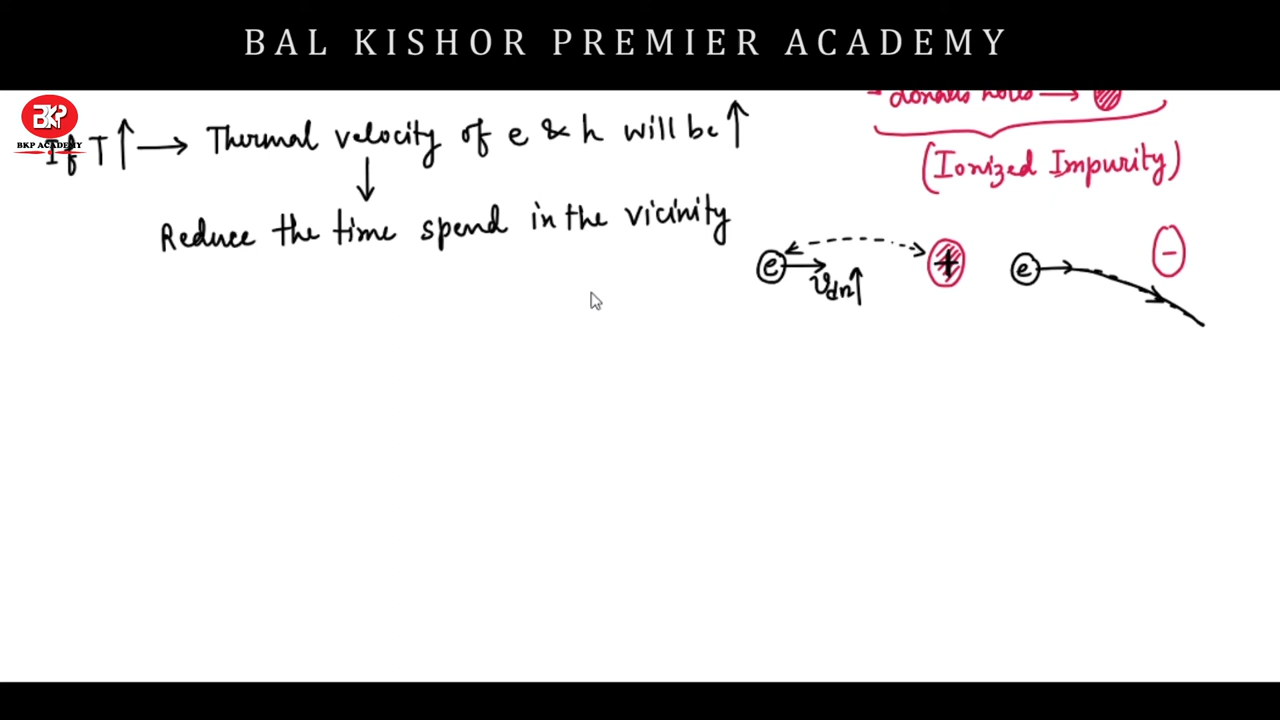 BAL KISHOR PREMIER ACADEMY
BKP
BKP ACADEMY
If T ↑ → Thermal velocity of e & h will be ↑
Reduce the time spend in the vicinity
(Ionized Impurity)
e
vdn ↑
+
e
−